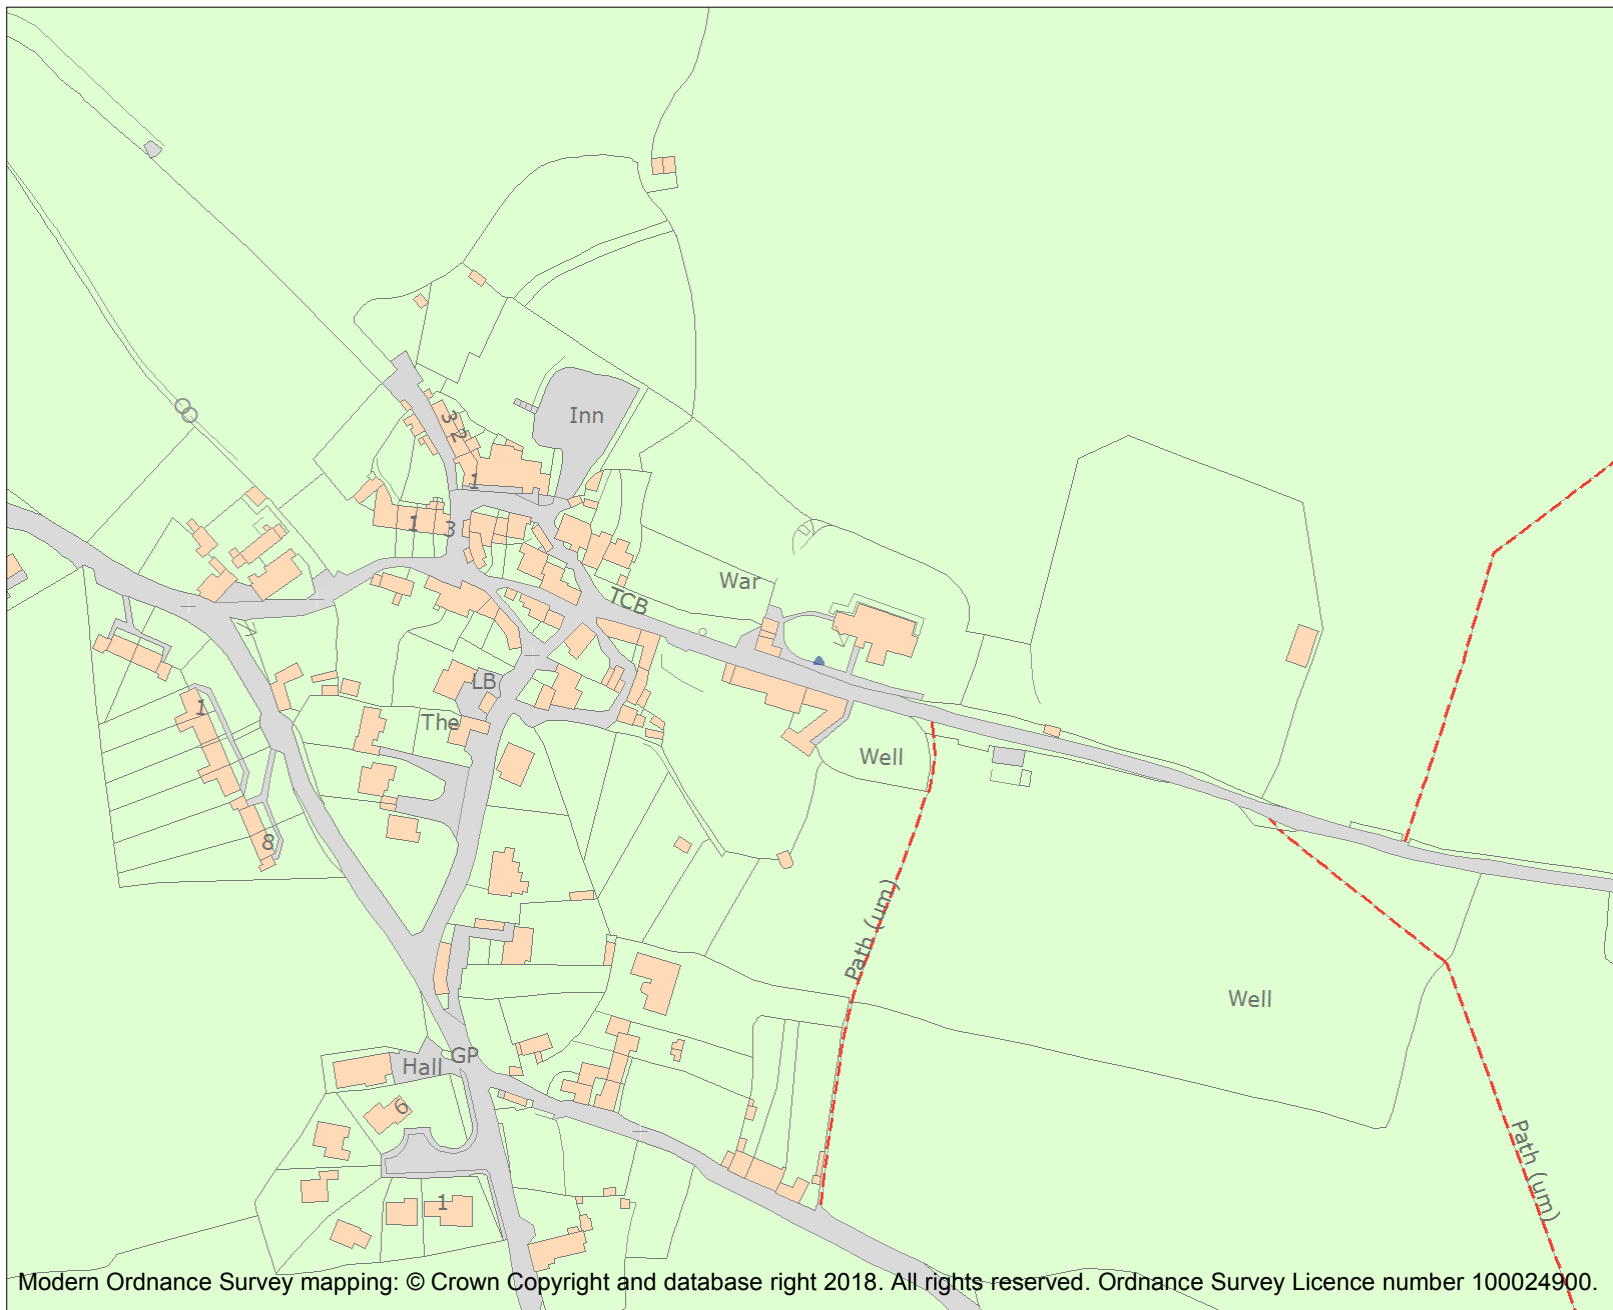 Inn
3
2
1
1
3
War
TCB
LB
The
1
Well
8
Path (um)
Well
GP
Hall
6
Path (um)
1
Modern Ordnance Survey mapping: © Crown Copyright and database right 2018. All rights reserved. Ordnance Survey Licence number 100024900.